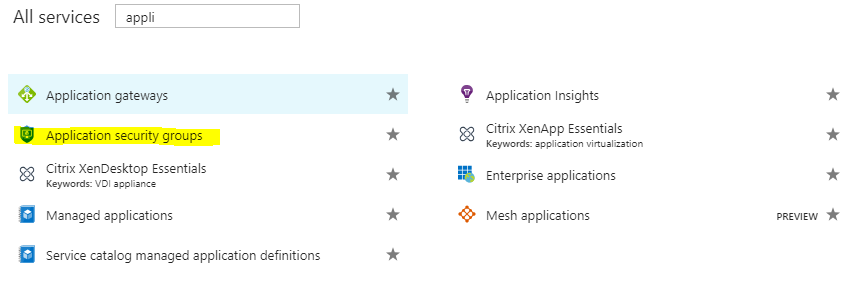 All services appli
Application gateways
Application security groups
Citrix XenDesktop Essentials
Keywords: VDI appliance
Managed applications
Service catalog managed application definitions
Application Insights
Citrix XenApp Essentials
Keywords: application virtualization
Enterprise applications
Mesh applications PREVIEW